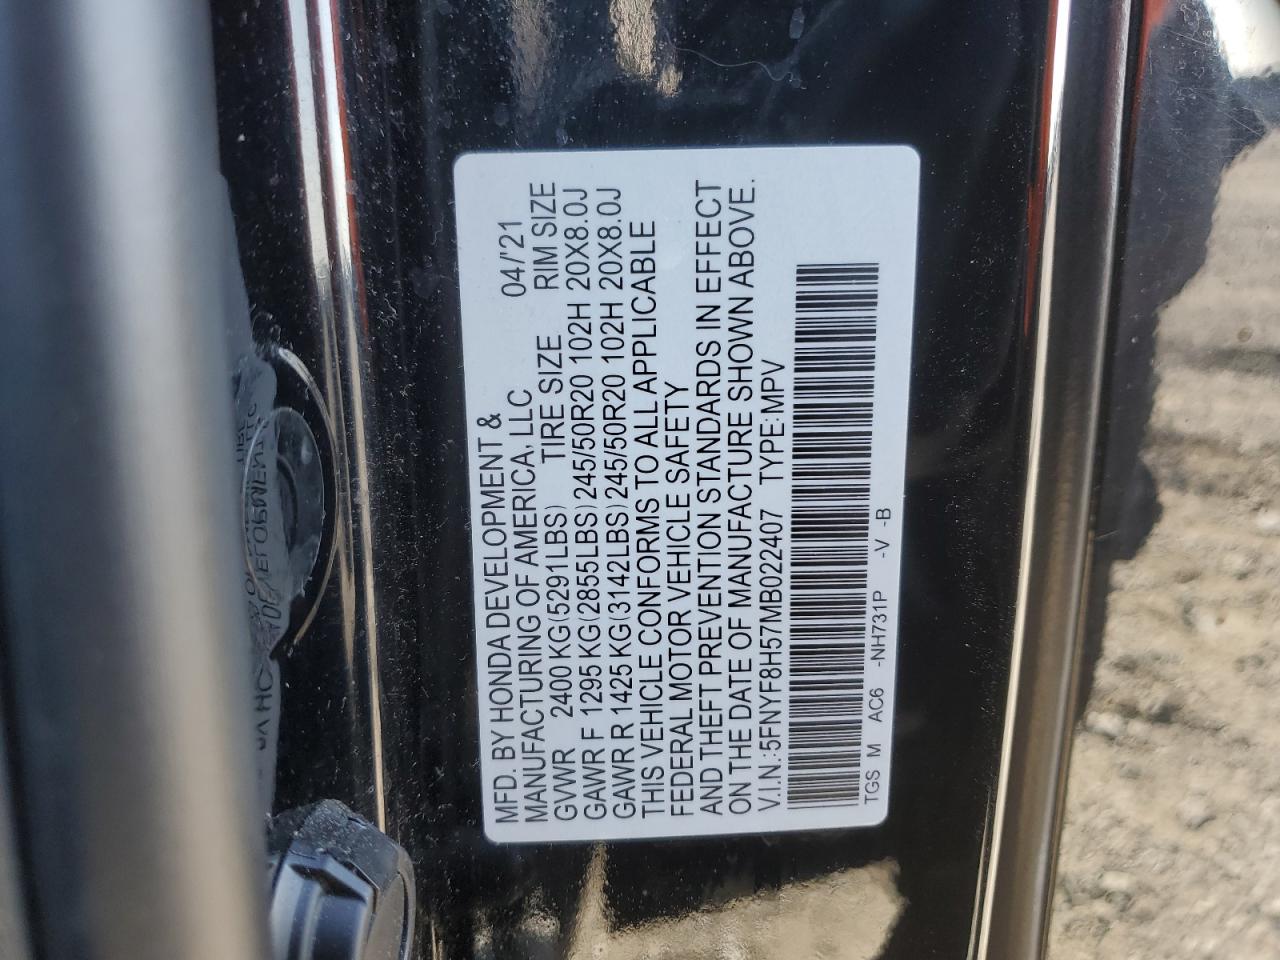 MFD. BY HONDA DEVELOPMENT &
MANUFACTURING OF AMERICA, LLC 04/'21
GVWR 2400 KG(5291LBS) TIRE SIZE RIM SIZE
GAWR F 1295 KG(2855LBS) 245/50R20 102H 20X8.0J
GAWR R 1425 KG(3142LBS) 245/50R20 102H 20X8.0J
THIS VEHICLE CONFORMS TO ALL APPLICABLE
FEDERAL MOTOR VEHICLE SAFETY
AND THEFT PREVENTION STANDARDS IN EFFECT
ON THE DATE OF MANUFACTURE SHOWN ABOVE.
V.I.N.:5FNYF8H57MB022407 TYPE:MPV
TGS M AC6 -NH731P -V -B